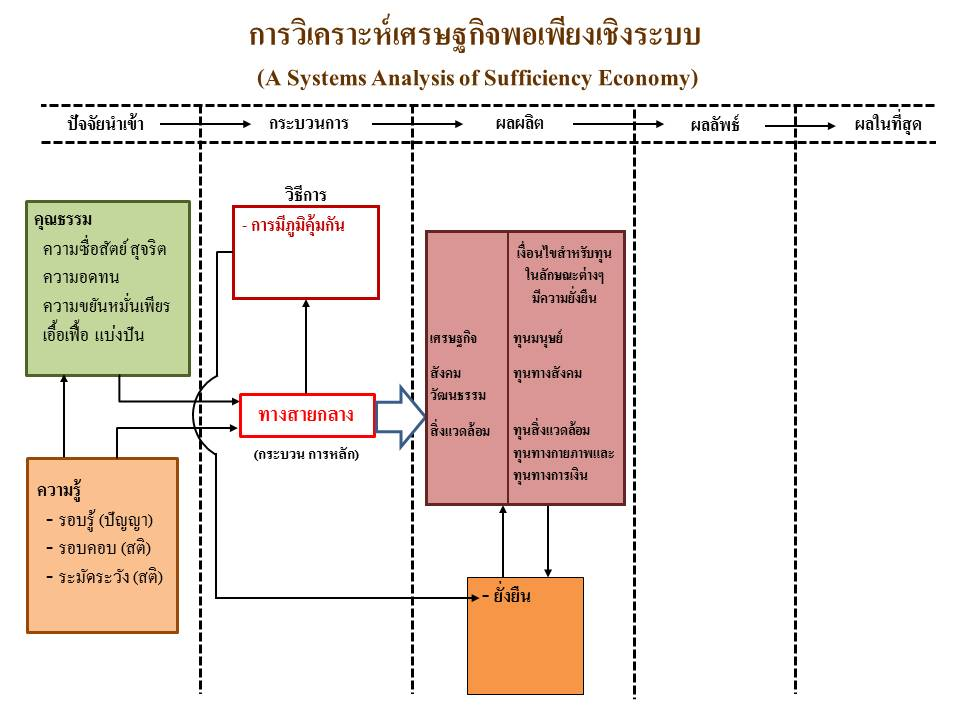 การวิเคราะห์เศรษฐกิจพอเพียงเชิงระบบ
(A Systems Analysis of Sufficiency Economy)
ปัจจัยนำเข้า
กระบวนการ
ผลผลิต
ผลลัพธ์
ผลในที่สุด
คุณธรรม
ความซื่อสัตย์ สุจริต
ความอดทน
ความขยันหมั่นเพียร
เอื้อเฟื้อ แบ่งปัน
ความรู้
- รอบรู้ (ปัญญา)
- รอบคอบ (สติ)
- ระมัดระวัง (สติ)
วิธีการ
- การมีภูมิคุ้มกัน
ทางสายกลาง
(กระบวน การหลัก)
เงื่อนไขสำหรับทุน
ในลักษณะต่างๆ
มีความยั่งยืน
เศรษฐกิจ
ทุนมนุษย์
สังคม
ทุนทางสังคม
วัฒนธรรม
สิ่งแวดล้อม
ทุนสิ่งแวดล้อม
ทุนทางกายภาพและ
ทุนทางการเงิน
- ยั่งยืน